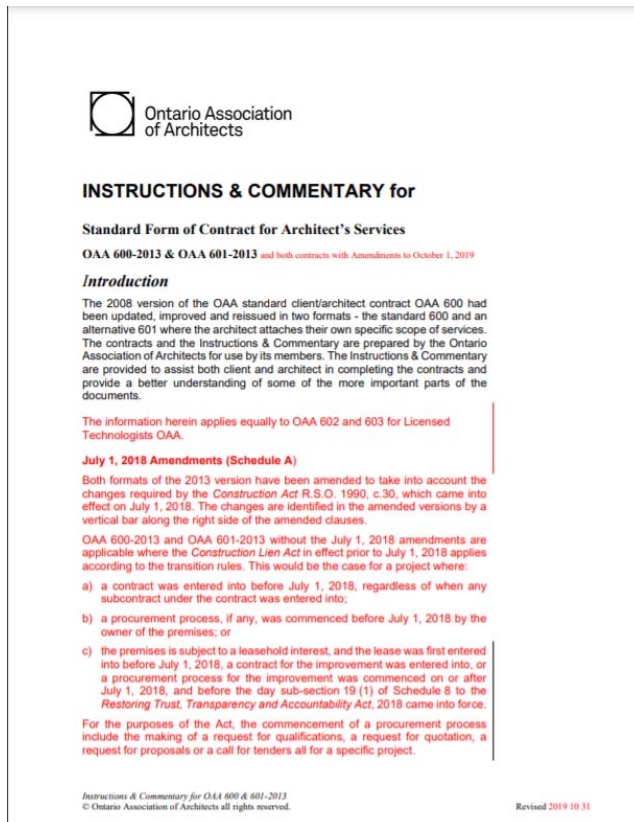 Ontario Association
of Architects
INSTRUCTIONS & COMMENTARY for
Standard Form of Contract for Architect's Services
OAA 600-2013 & OAA 601-2013 and both contracts with Amendments to October 1, 2019
Introduction
The 2008 version of the OAA standard client/architect contract OAA 600 had
been updated, improved and reissued in two formats - the standard 600 and an
alternative 601 where the architect attaches their own specific scope of services.
The contracts and the Instructions & Commentary are prepared by the Ontario
Association of Architects for use by its members. The Instructions & Commentary
are provided to assist both client and architect in completing the contracts and
provide a better understanding of some of the more important parts of the
documents.
The information herein applies equally to OAA 602 and 603 for Licensed
Technologists OAA.
July 1, 2018 Amendments (Schedule A)
Both formats of the 2013 version have been amended to take into account the
changes required by the Construction Act R.S.O. 1990, c.30, which came into
effect on July 1, 2018. The changes are identified in the amended versions by a
vertical bar along the right side of the amended clauses.
OAA 600-2013 and OAA 601-2013 without the July 1, 2018 amendments are
applicable where the Construction Lien Act in effect prior to July 1, 2018 applies
according to the transition rules. This would be the case for a project where:
a) a contract was entered into before July 1, 2018, regardless of when any
subcontract under the contract was entered into;
b) a procurement process, if any, was commenced before July 1, 2018 by the
owner of the premises; or
c) the premises is subject to a leasehold interest, and the lease was first entered
into before July 1, 2018, a contract for the improvement was entered into, or
a procurement process for the improvement was commenced on or after
July 1, 2018, and before the day sub-section 19 (1) of Schedule 8 to the
Restoring Trust, Transparency and Accountability Act, 2018 came into force.
For the purposes of the Act, the commencement of a procurement process
include the making of a request for qualifications, a request for quotation, a
request for proposals or a call for tenders all for a specific project.
Instructions & Commentary for OAA 600 & 601-2013
© Ontario Association of Architects all rights reserved.
Revised 2019 10 31